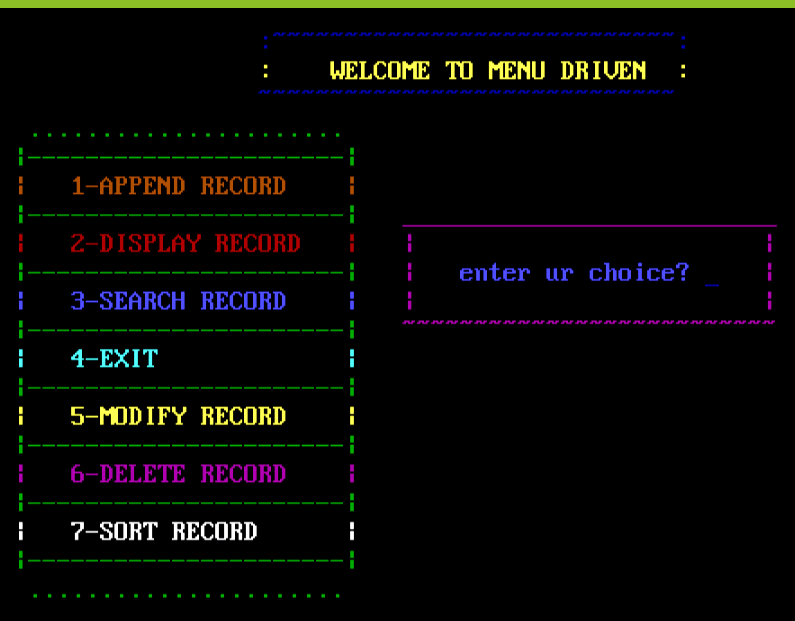 WELCOME TO MENU DRIVEN
1-APPEND RECORD
2-DISPLAY RECORD
3-SEARCH RECORD
4-EXIT
5-MODIFY RECORD
6-DELETE RECORD
7-SORT RECORD
enter ur choice? _